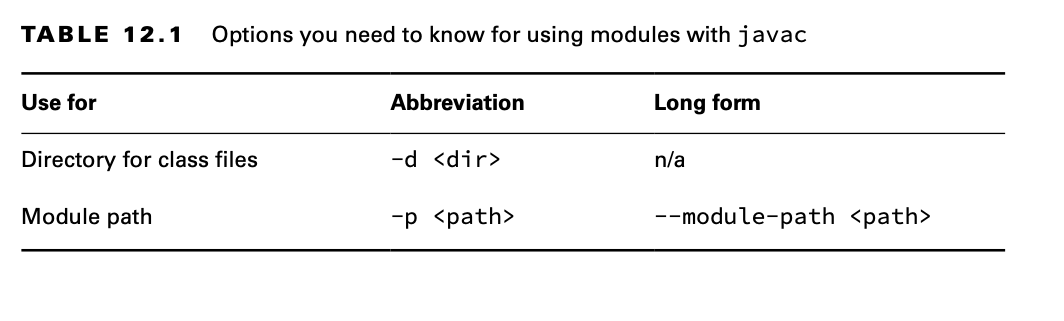 TABLE 12.1 Options you need to know for using modules with javac
Use for Abbreviation Long form
Directory for class files -d <dir> n/a
Module path -p <path> --module-path <path>